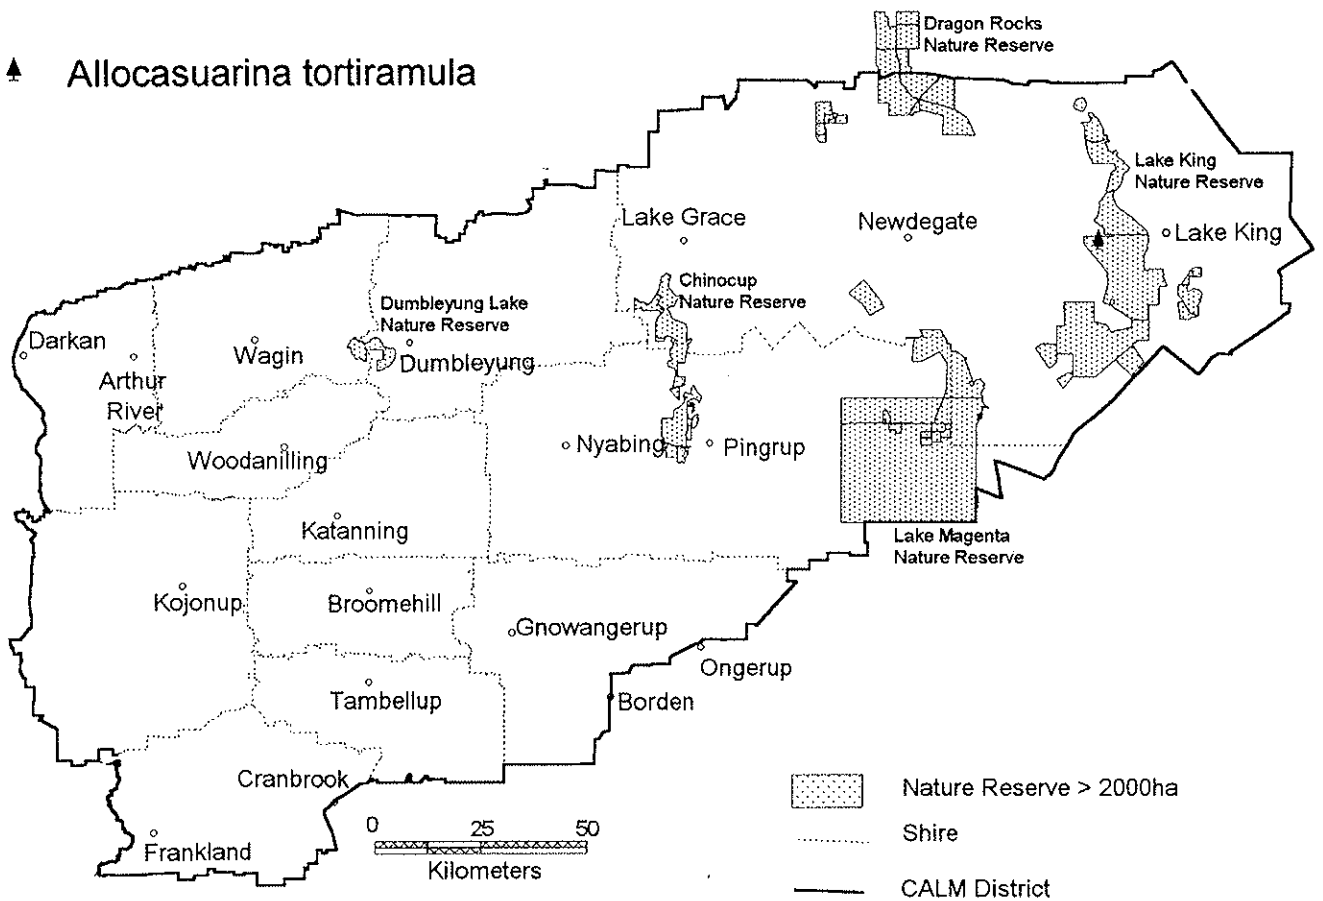 Allocasuarina tortiramula
Dragon Rocks
Nature Reserve
Lake King
Nature Reserve
Lake Grace
Newdegate
Lake King
Chinocup
Nature Reserve
Dumbleyung Lake
Nature Reserve
Darkan
Wagin
Dumbleyung
Arthur
River
Nyabing
Pingrup
Woodanilling
Katanning
Lake Magenta
Nature Reserve
Kojonup
Broomehill
Gnowangerup
Ongerup
Tambellup
Borden
Cranbrook
Frankland
0 25 50
Kilometers
Nature Reserve > 2000ha
Shire
CALM District